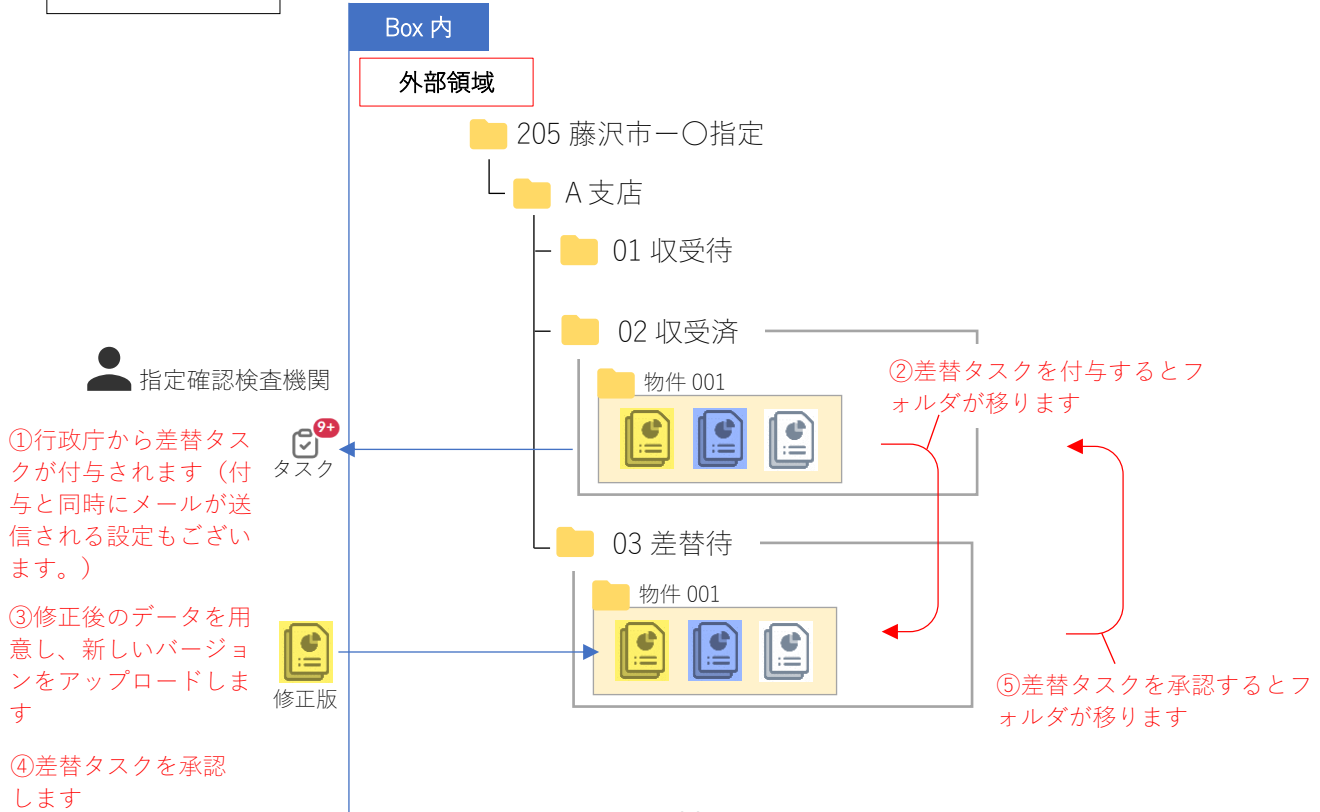 Box 内
外部領域
205 藤沢市ー〇指定
A 支店
01 収受待
02 収受済
物件 001
②差替タスクを付与するとフ
ォルダが移ります
指定確認検査機関
①行政庁から差替タス
クが付与されます（付
与と同時にメールが送
信される設定もござい
ます。）
9+
タスク
03 差替待
物件 001
③修正後のデータを用
意し、新しいバージョ
ンをアップロードしま
す
修正版
⑤差替タスクを承認するとフ
ォルダが移ります
④差替タスクを承認
します